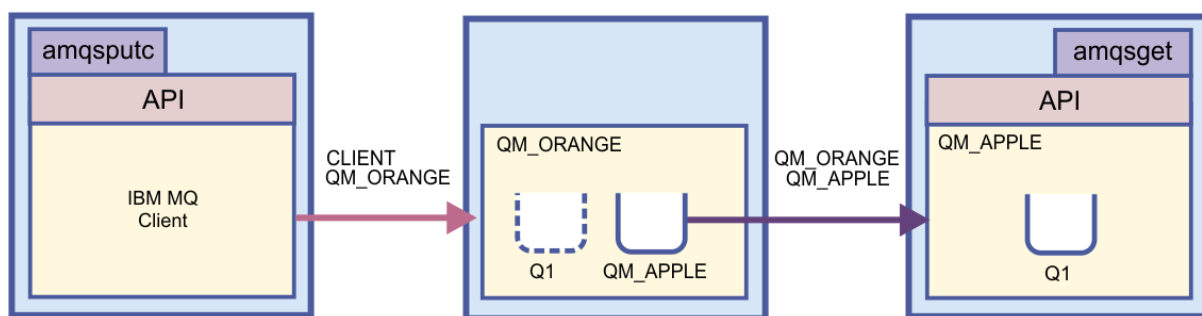 amqsputc
API
IBM MQ
Client
CLIENT
QM_ORANGE
QM_ORANGE
Q1
QM_APPLE
QM_ORANGE
QM_APPLE
amqsget
API
QM_APPLE
Q1